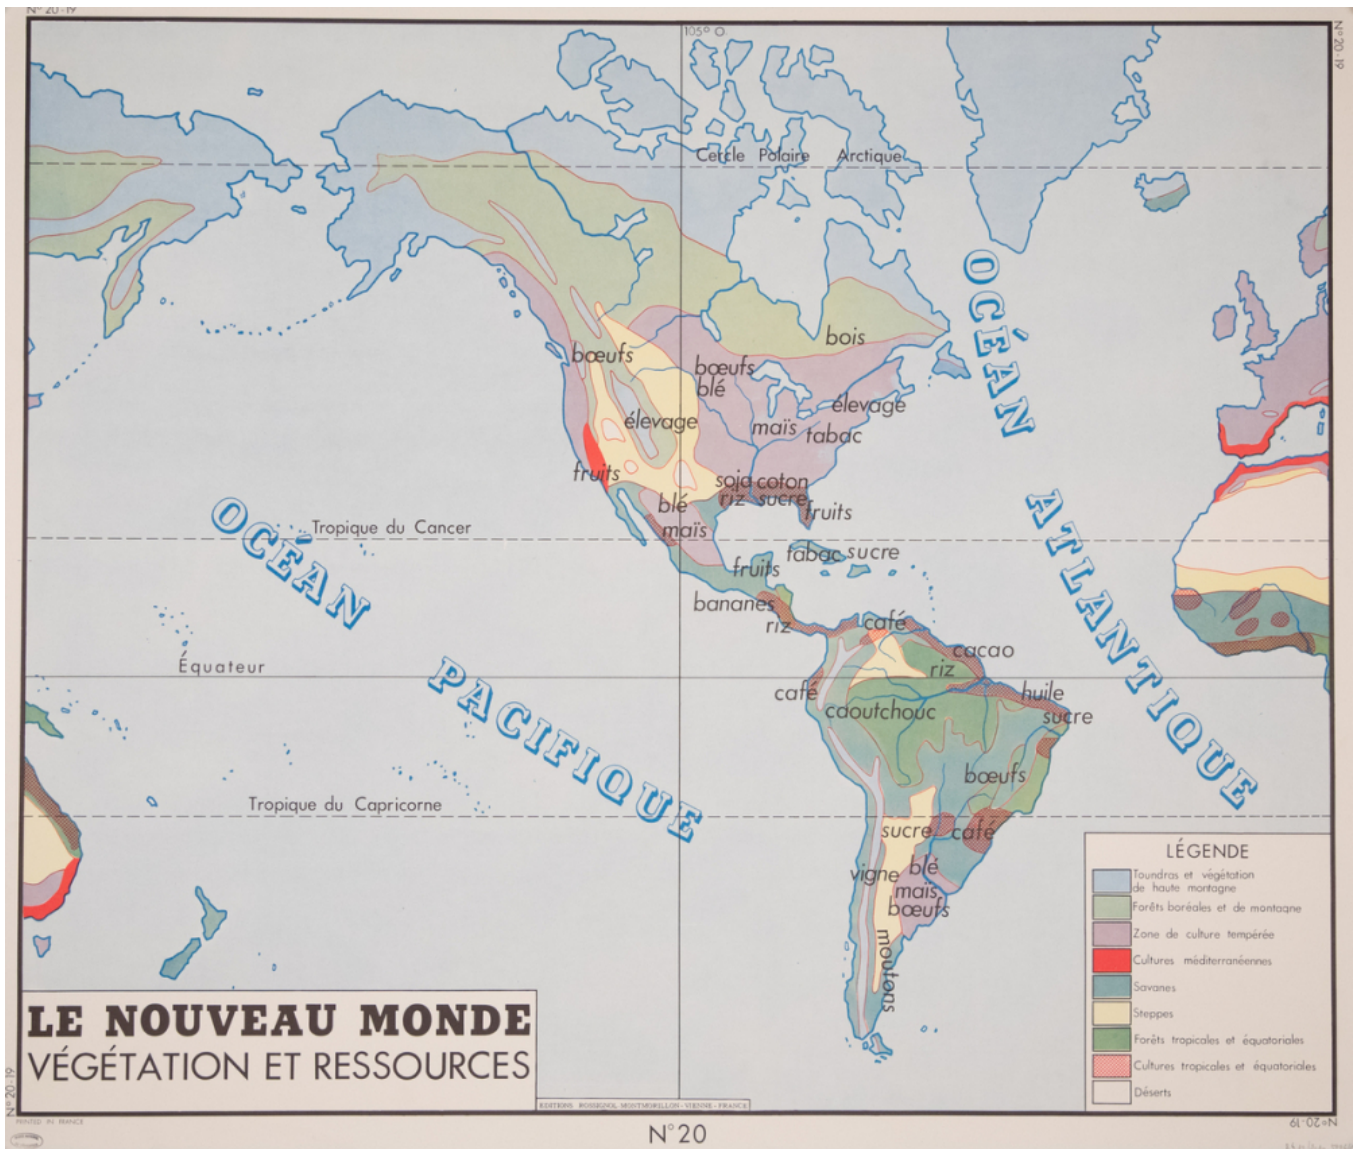 N° 20-19
N° 20-19
105° O.
Cercle Polaire Arctique
OCÉAN ATLANTIQUE
bois
bœufs
bœufs
blé
élevage
élevage
maïs
tabac
fruits
soja coton
riz sucre
blé
fruits
maïs
OCÉAN PACIFIQUE
Tropique du Cancer
tabac sucre
fruits
bananes
riz
café
cacao
riz
Équateur
café
huile
caoutchouc
sucre
bœufs
Tropique du Capricorne
sucre
café
blé
vigne
maïs
bœufs
moutons
LÉGENDE
Toundras et végétation
de haute montagne
Forêts boréales et de montagne
Zone de culture tempérée
Cultures méditerranéennes
Savanes
Steppes
Forêts tropicales et équatoriales
Cultures tropicales et équatoriales
Déserts
LE NOUVEAU MONDE
VÉGÉTATION ET RESSOURCES
N° 20-19
EDITIONS ROSSIGNOL MONTMORILLON - VIENNE - FRANCE
PRINTED IN FRANCE
N°20
N°20-19